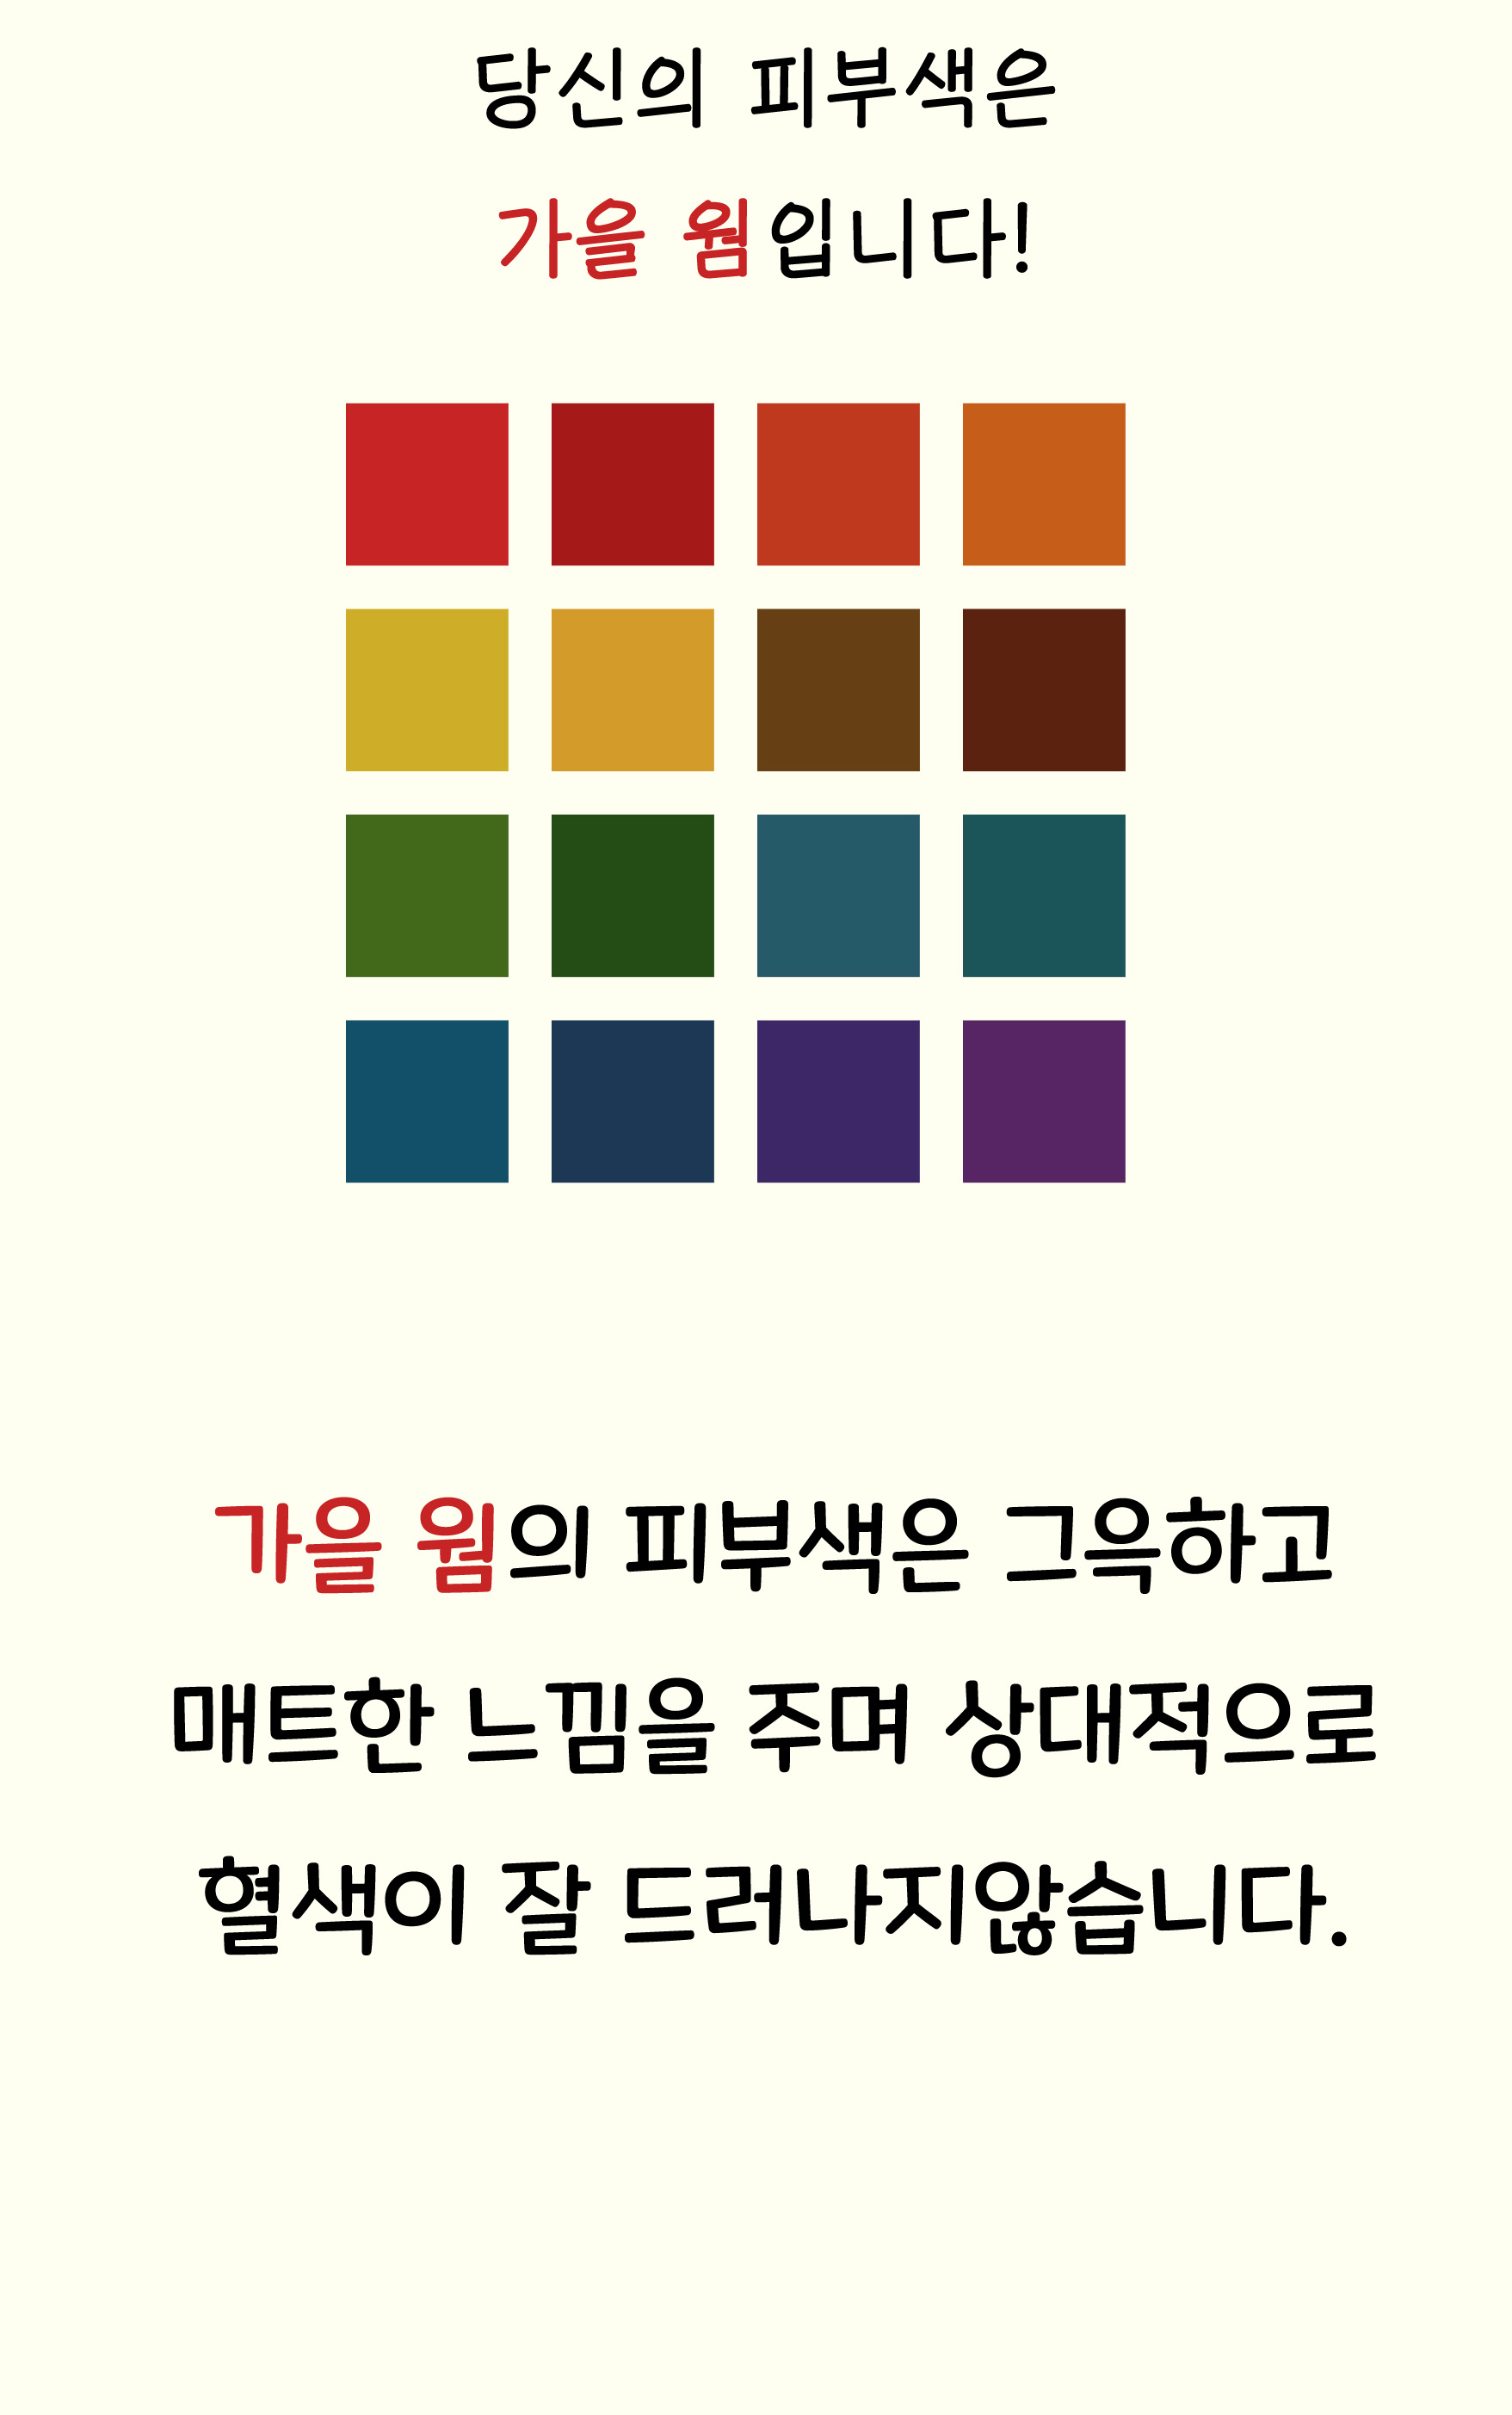 당신의 피부색은
가을 웜입니다!
가을 웜의 피부색은 그윽하고
매트한 느낌을 주며 상대적으로
혈색이 잘 드러나지않습니다.